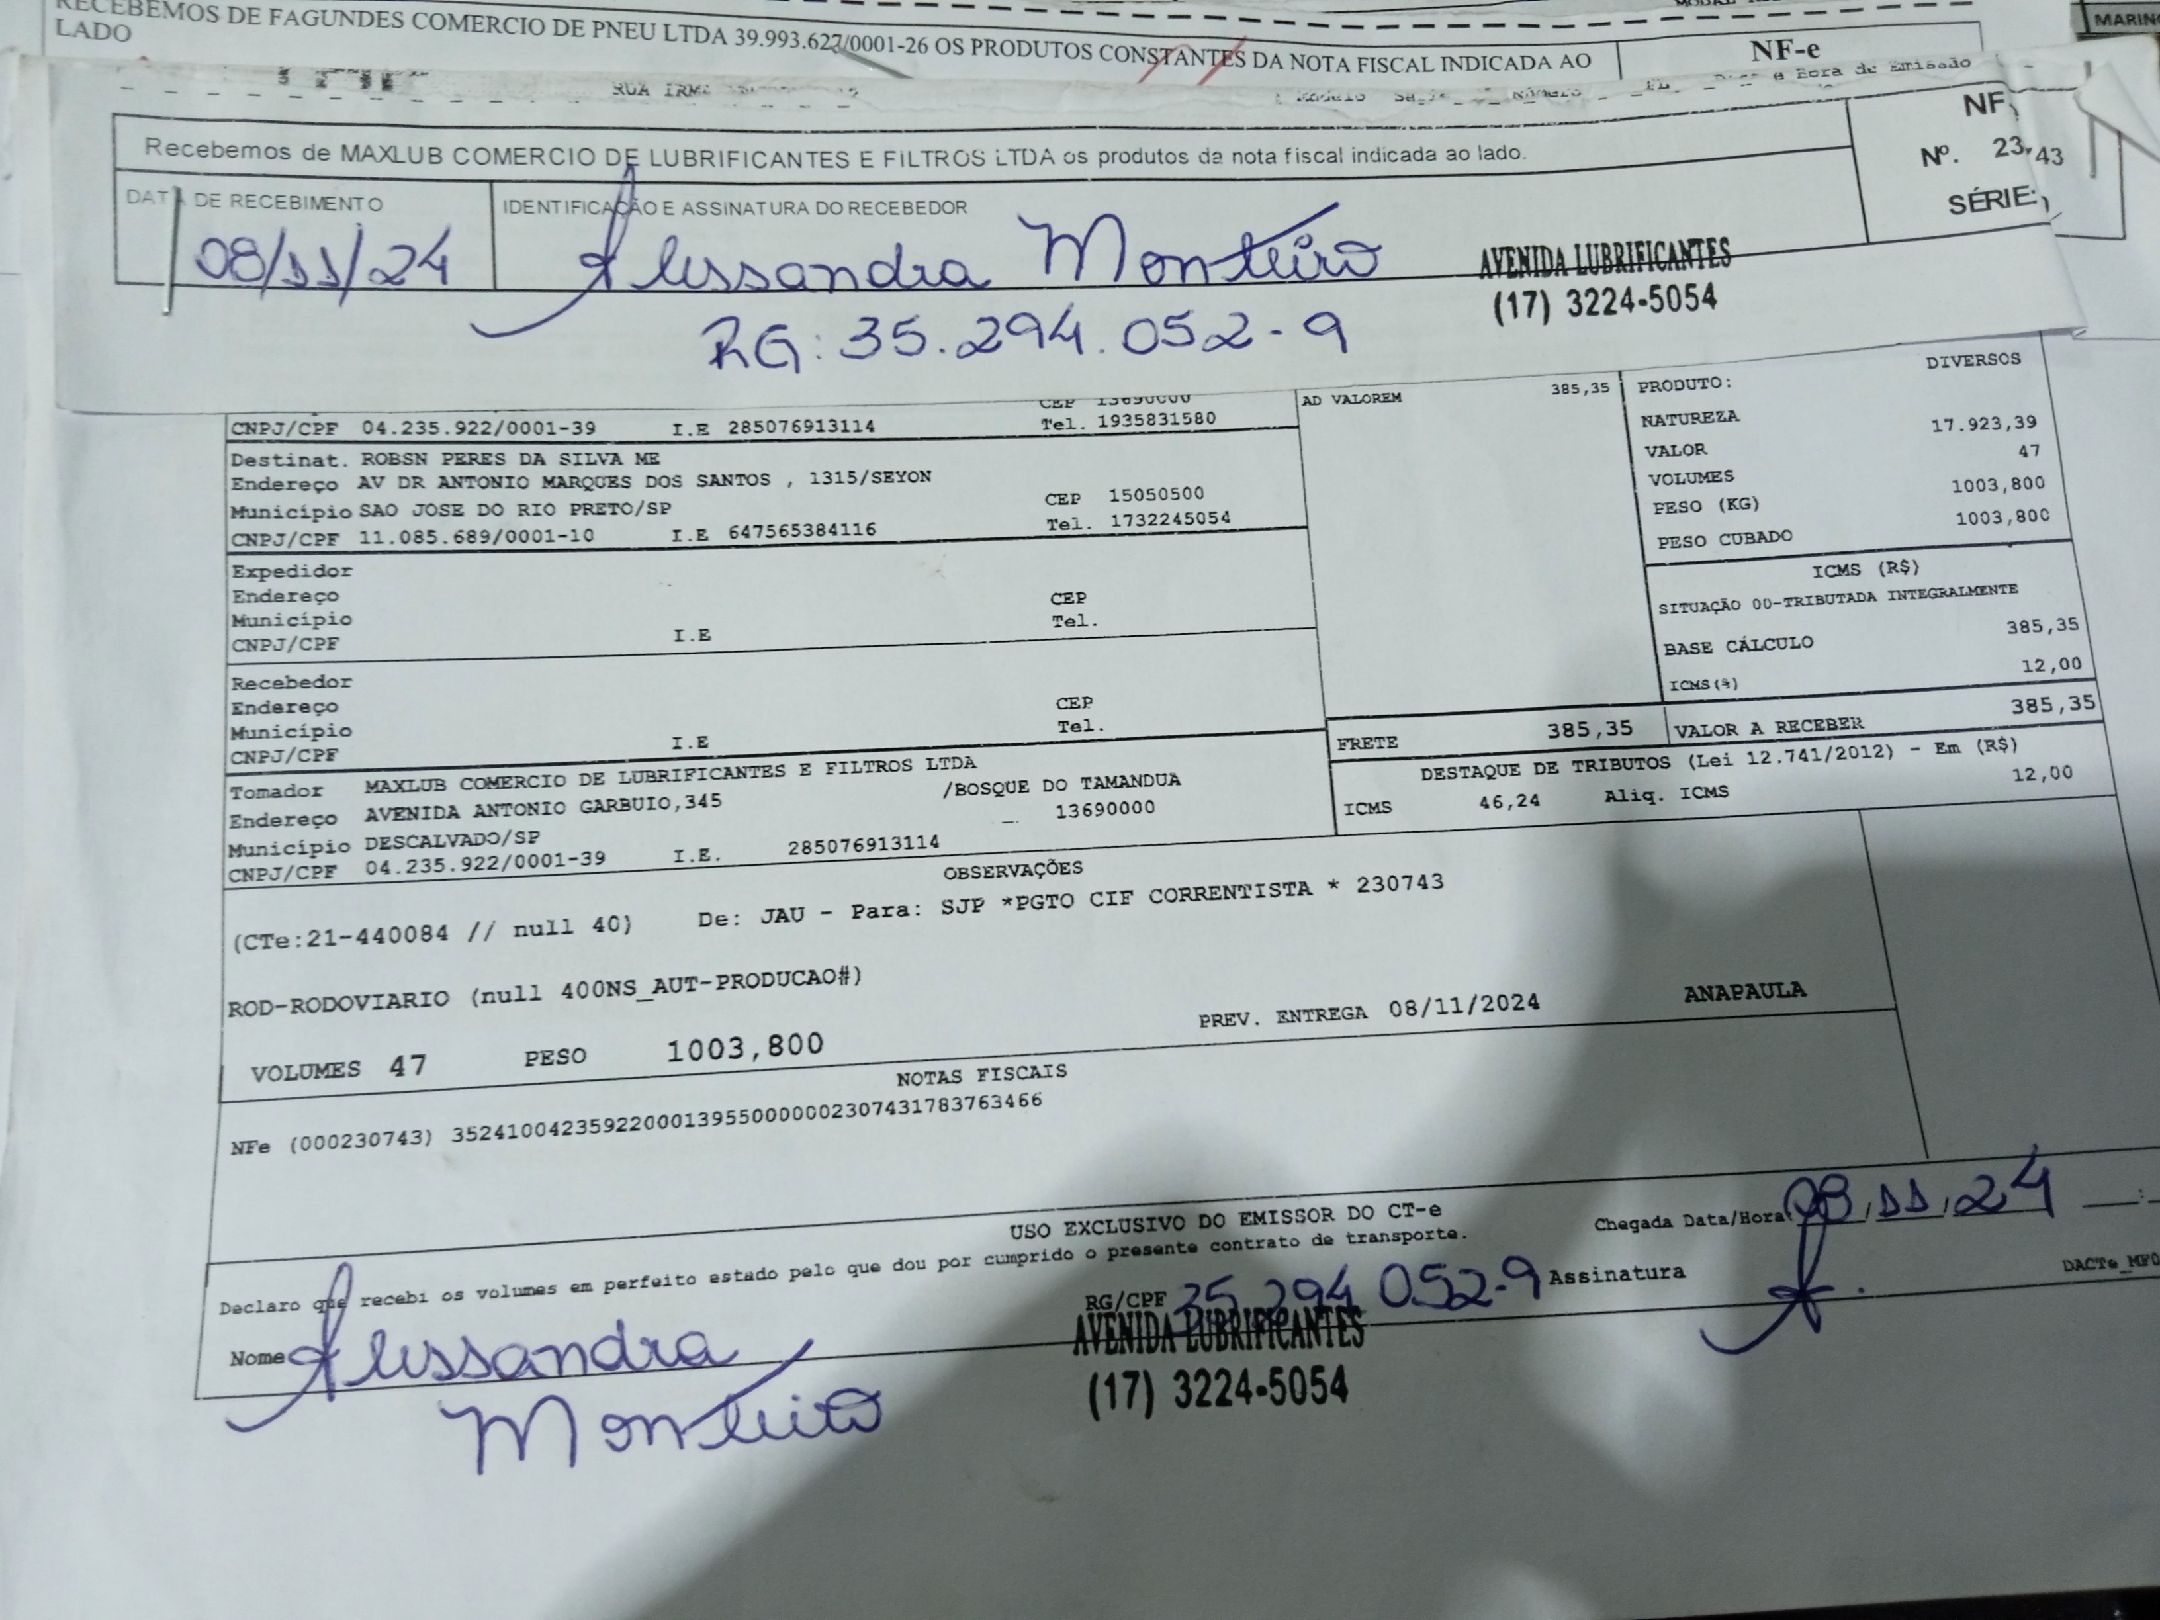 RECEBEMOS DE FAGUNDES COMERCIO DE PNEU LTDA 39.993.627/0001-26 OS PRODUTOS CONSTANTES DA NOTA FISCAL INDICADA AO
LADO
NF-e
MARING
RUA
e Hora de Emissão
Recebemos de MAXLUB COMERCIO DE LUBRIFICANTES E FILTROS LTDA os produtos da nota fiscal indicada ao lado.
NF
Nº. 23 43
SÉRIE:
DATA DE RECEBIMENTO
08/11/24
IDENTIFICAÇÃO E ASSINATURA DO RECEBEDOR
Alessandra Monteiro
RG: 35.294.052-9
AVENIDA LUBRIFICANTES
(17) 3224-5054
CEP 13690000
CNPJ/CPF 04.235.922/0001-39 I.E 285076913114 Tel. 1935831580
Destinat. ROBSN PERES DA SILVA ME
Endereço AV DR ANTONIO MARQUES DOS SANTOS , 1315/SEYON
Município SAO JOSE DO RIO PRETO/SP CEP 15050500
CNPJ/CPF 11.085.689/0001-10 I.E 647565384116 Tel. 1732245054
Expedidor
Endereço CEP
Município Tel.
CNPJ/CPF I.E
Recebedor
Endereço CEP
Município Tel.
CNPJ/CPF I.E
Tomador MAXLUB COMERCIO DE LUBRIFICANTES E FILTROS LTDA
Endereço AVENIDA ANTONIO GARBUIO,345 /BOSQUE DO TAMANDUA
Município DESCALVADO/SP 13690000
CNPJ/CPF 04.235.922/0001-39 I.E. 285076913114
AD VALOREM 385,35
PRODUTO: DIVERSOS
NATUREZA
VALOR 17.923,39
VOLUMES 47
PESO (KG) 1003,800
PESO CUBADO 1003,800
ICMS (R$)
SITUAÇÃO 00-TRIBUTADA INTEGRALMENTE
BASE CÁLCULO 385,35
ICMS(%) 12,00
FRETE 385,35 VALOR A RECEBER 385,35
DESTAQUE DE TRIBUTOS (Lei 12.741/2012) - Em (R$)
ICMS 46,24 Aliq. ICMS 12,00
OBSERVAÇÕES
(CTe:21-440084 // null 40) De: JAU - Para: SJP *PGTO CIF CORRENTISTA * 230743
ROD-RODOVIARIO (null 400NS_AUT-PRODUCAO#)
VOLUMES 47 PESO 1003,800 PREV. ENTREGA 08/11/2024 ANAPAULA
NOTAS FISCAIS
NFe (000230743) 35241004235922000139550000002307431783763466
USO EXCLUSIVO DO EMISSOR DO CT-e
Declaro que recebi os volumes em perfeito estado pelo que dou por cumprido o presente contrato de transporte.
Chegada Data/Hora 08/11/24
Nome Alessandra Monteiro
RG/CPF 35.294.052-9
Assinatura A.
DACTe_MP0
AVENIDA LUBRIFICANTES
(17) 3224-5054